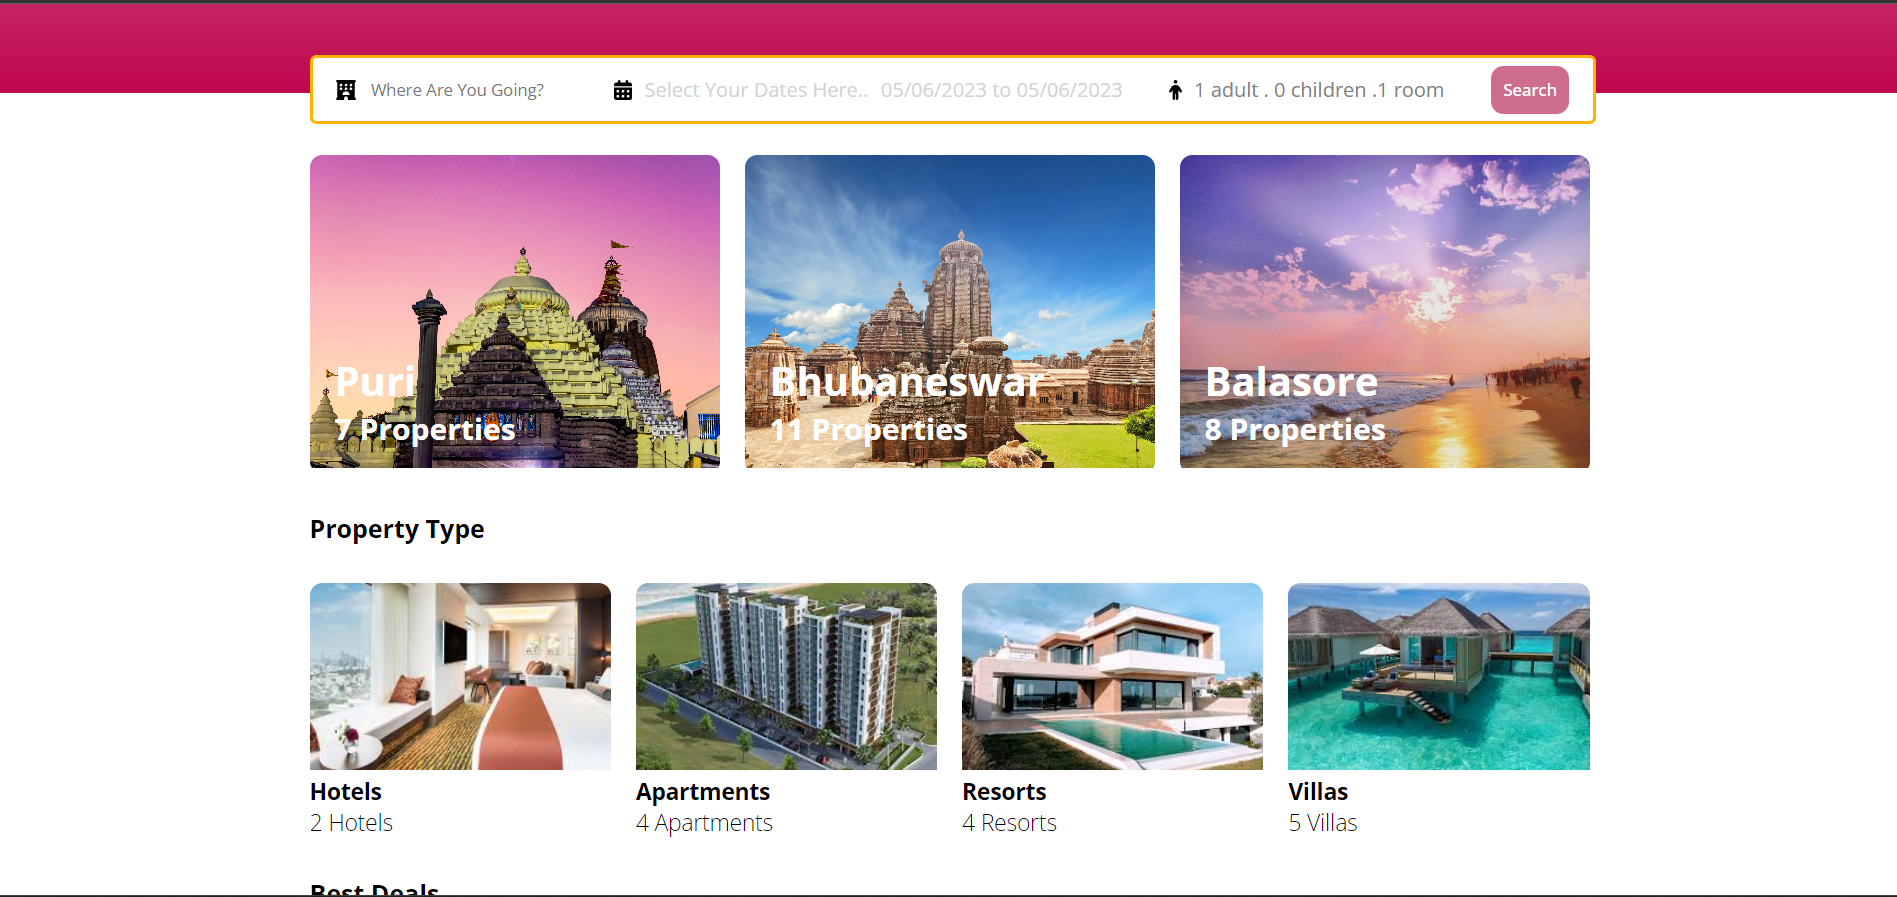 Where Are You Going?
Select Your Dates Here.. 05/06/2023 to 05/06/2023
1 adult . 0 children .1 room
Search
Puri
7 Properties
Bhubaneswar
11 Properties
Balasore
8 Properties
Property Type
Hotels
2 Hotels
Apartments
4 Apartments
Resorts
4 Resorts
Villas
5 Villas
Best Deals